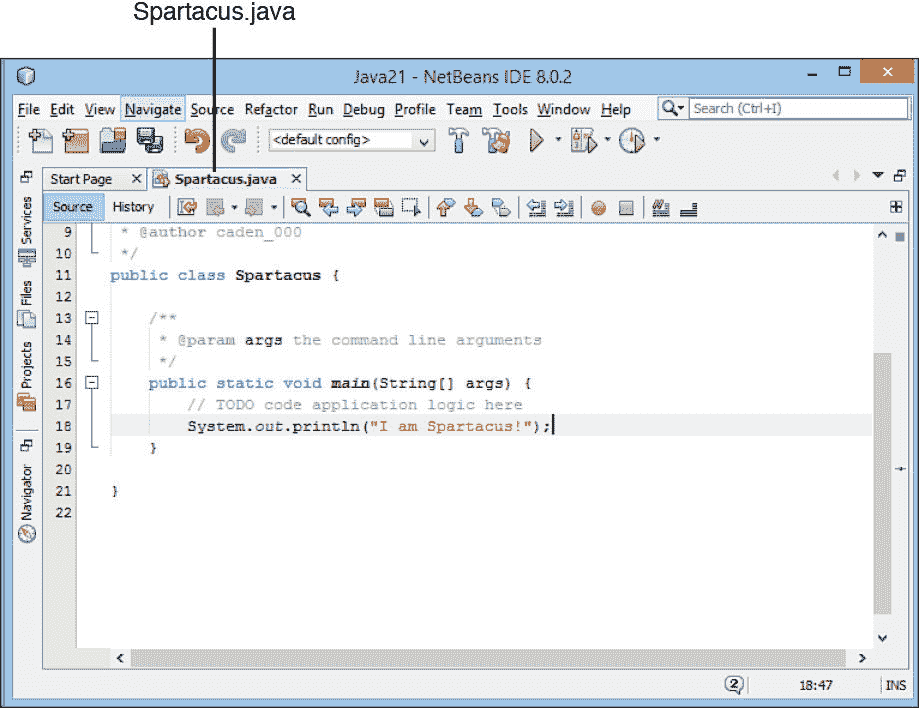 Spartacus.java
Java21 - NetBeans IDE 8.0.2
File Edit View Navigate Source Refactor Run Debug Profile Team Tools Window Help Search (Ctrl+I)
<default config>
Start Page Spartacus.java
Source History
Services
Files
Projects
Navigator
9 * @author caden_000
10 */
11 public class Spartacus {
12
13 /**
14 * @param args the command line arguments
15 */
16 public static void main(String[] args) {
17 // TODO code application logic here
18 System.out.println("I am Spartacus!");
19 }
20
21 }
22
2 18:47 INS